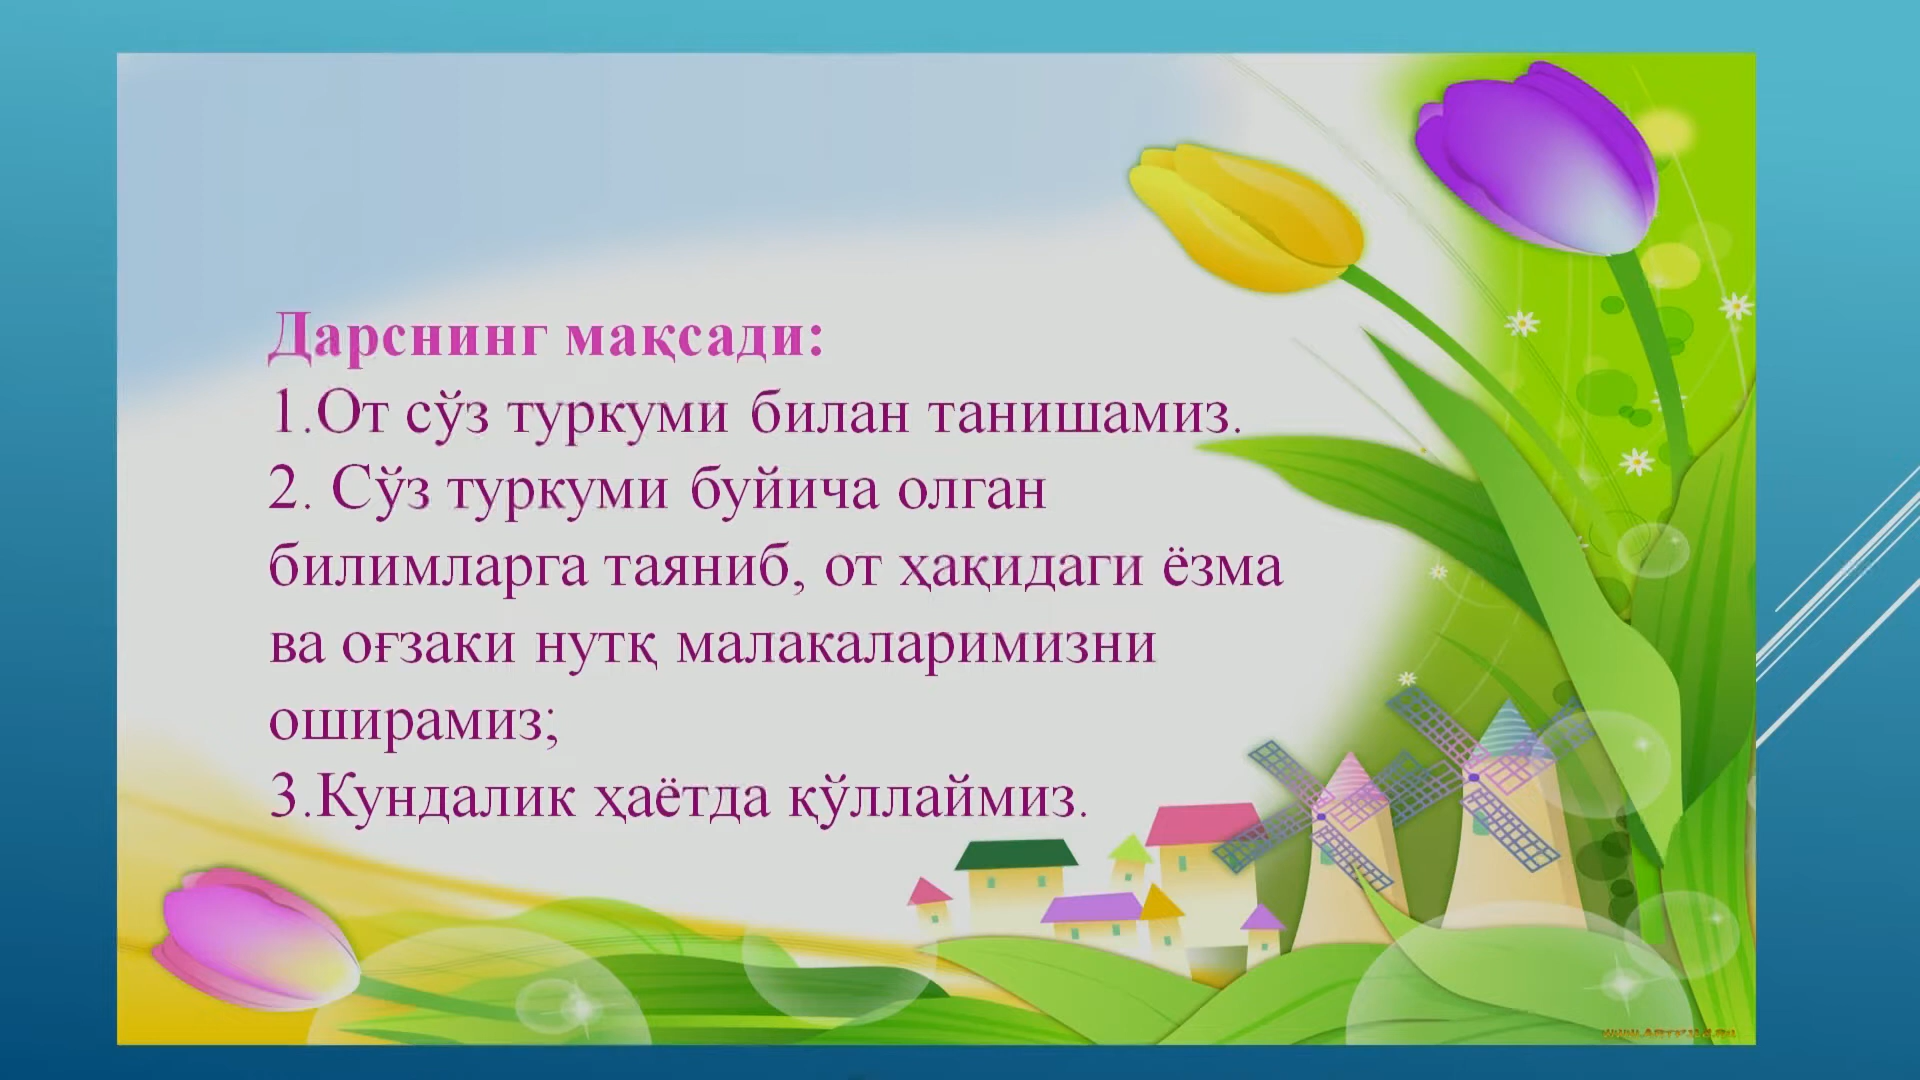 Дарснинг мақсади:
1.От сўз туркуми билан танишамиз.
2. Сўз туркуми буйича олган
билимларга таяниб, от ҳақидаги ёзма
ва оғзаки нутқ малакаларимизни
оширамиз;
3.Кундалик ҳаётда қўллаймиз.